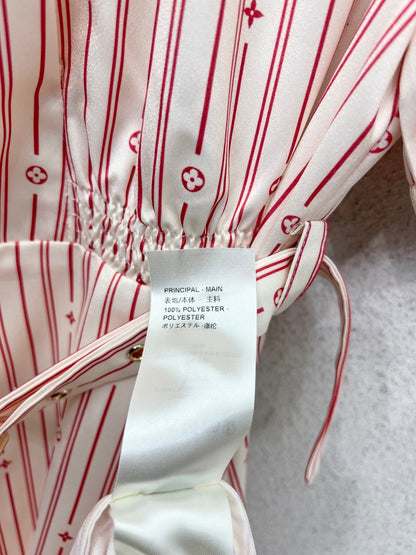 PRINCIPAL - MAIN
表地/本体 · 主料
100% POLYESTER -
POLYESTER
ポリエステル · 涤纶